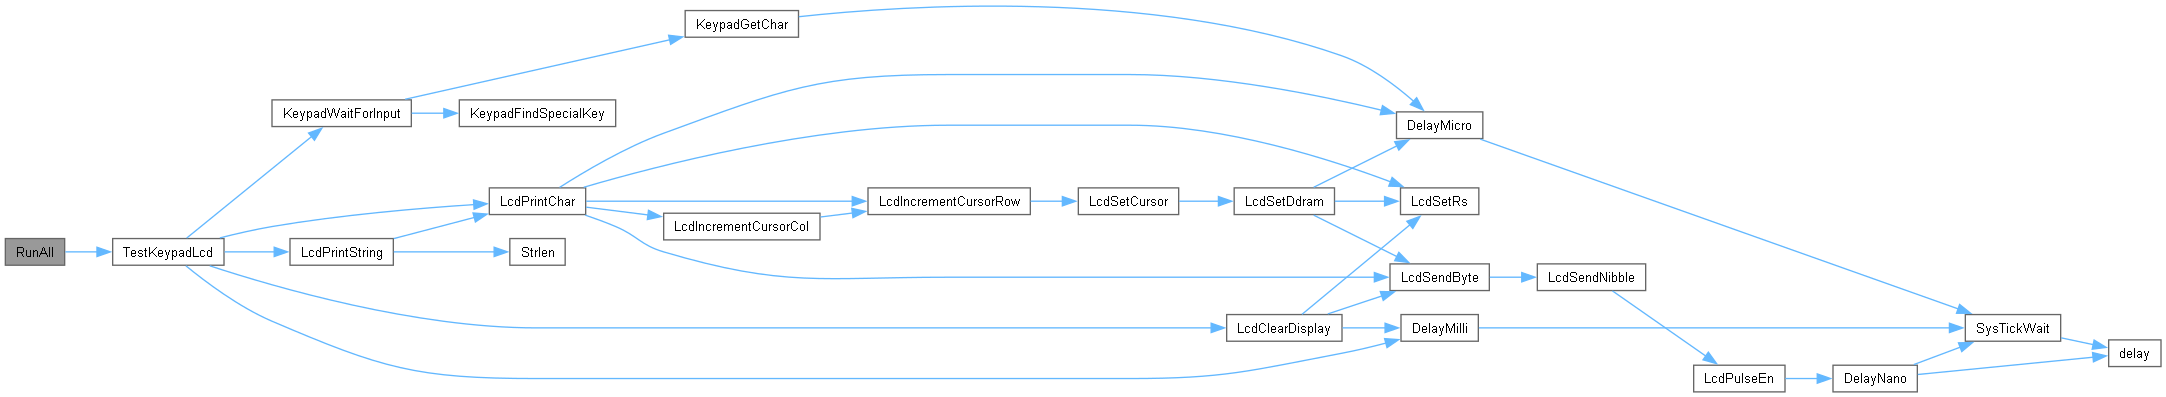 KeypadGetChar
KeypadWaitForInput
KeypadFindSpecialKey
DelayMicro
LcdPrintChar
LcdIncrementCursorRow
LcdSetCursor
LcdSetDdram
LcdSetRs
LcdIncrementCursorCol
RunAll
TestKeypadLcd
LcdPrintString
Strlen
LcdSendByte
LcdSendNibble
LcdClearDisplay
DelayMilli
SysTickWait
delay
LcdPulseEn
DelayNano